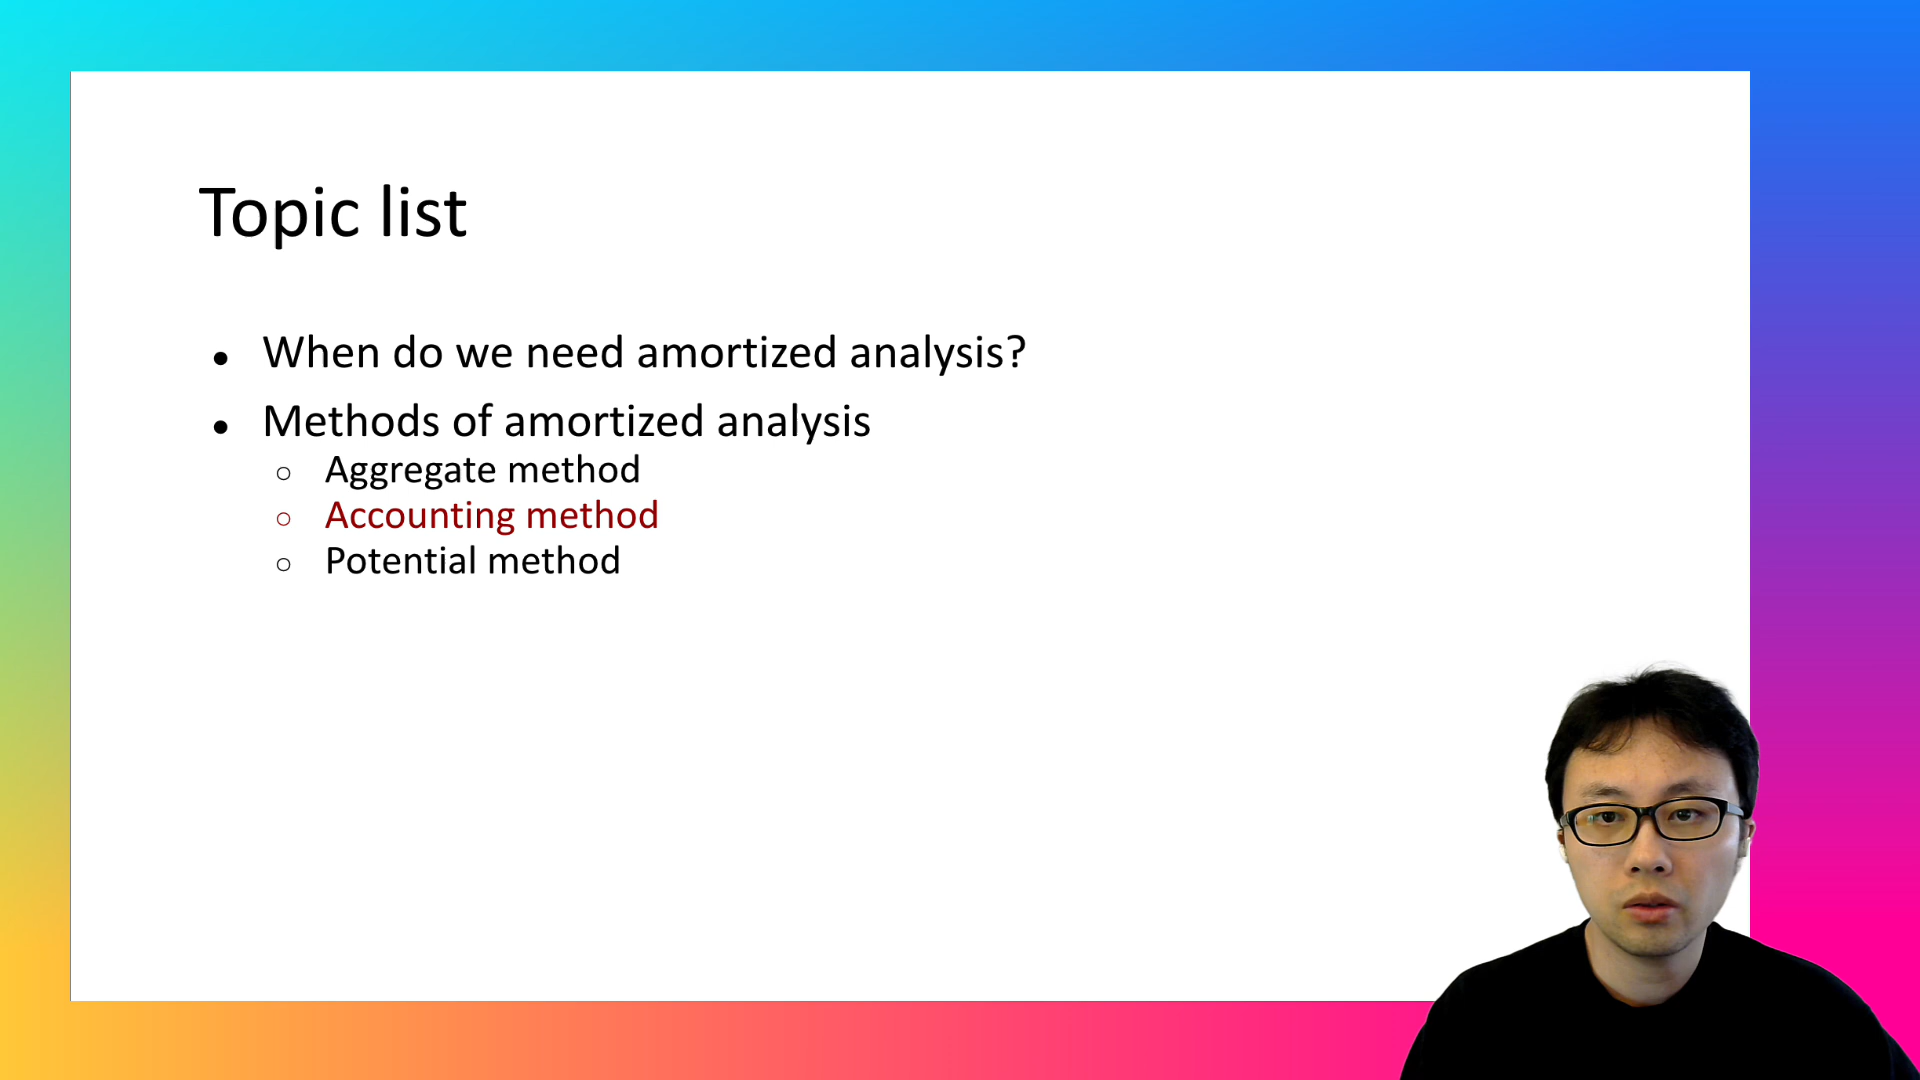 Topic list
• When do we need amortized analysis?
• Methods of amortized analysis
○ Aggregate method
○ Accounting method
○ Potential method